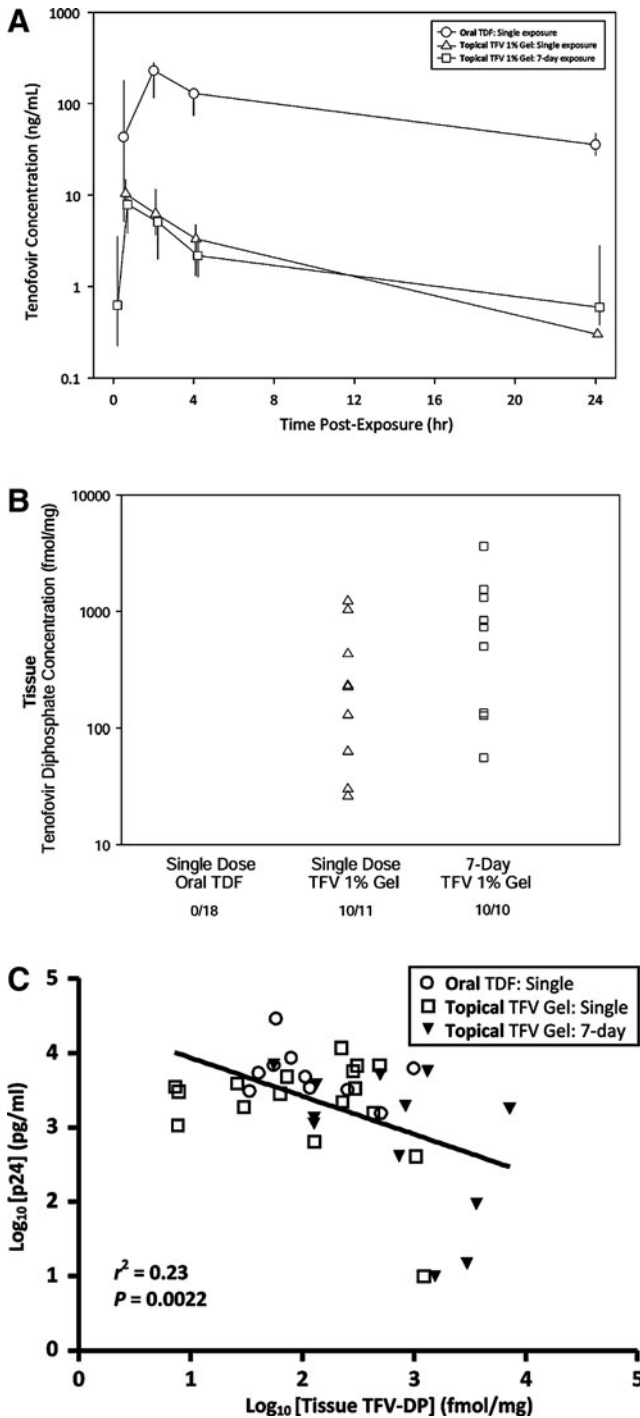 A
Oral TDF: Single exposure
Topical TFV 1% Gel: Single exposure
Topical TFV 1% Gel: 7-day exposure
Tenofovir Concentration (ng/mL)
1000
100
10
1
0.1
0 4 8 12 16 20 24
Time Post-Exposure (hr)
B
Tissue
Tenofovir Diphosphate Concentration (fmol/mg)
10000
1000
100
10
Single Dose Single Dose 7-Day
Oral TDF TFV 1% Gel TFV 1% Gel
0/18 10/11 10/10
C
Oral TDF: Single
Topical TFV Gel: Single
Topical TFV Gel: 7-day
Log10 [p24] (pg/ml)
5
4
3
2
1
0
r2 = 0.23
P = 0.0022
0 1 2 3 4 5
Log10 [Tissue TFV-DP] (fmol/mg)